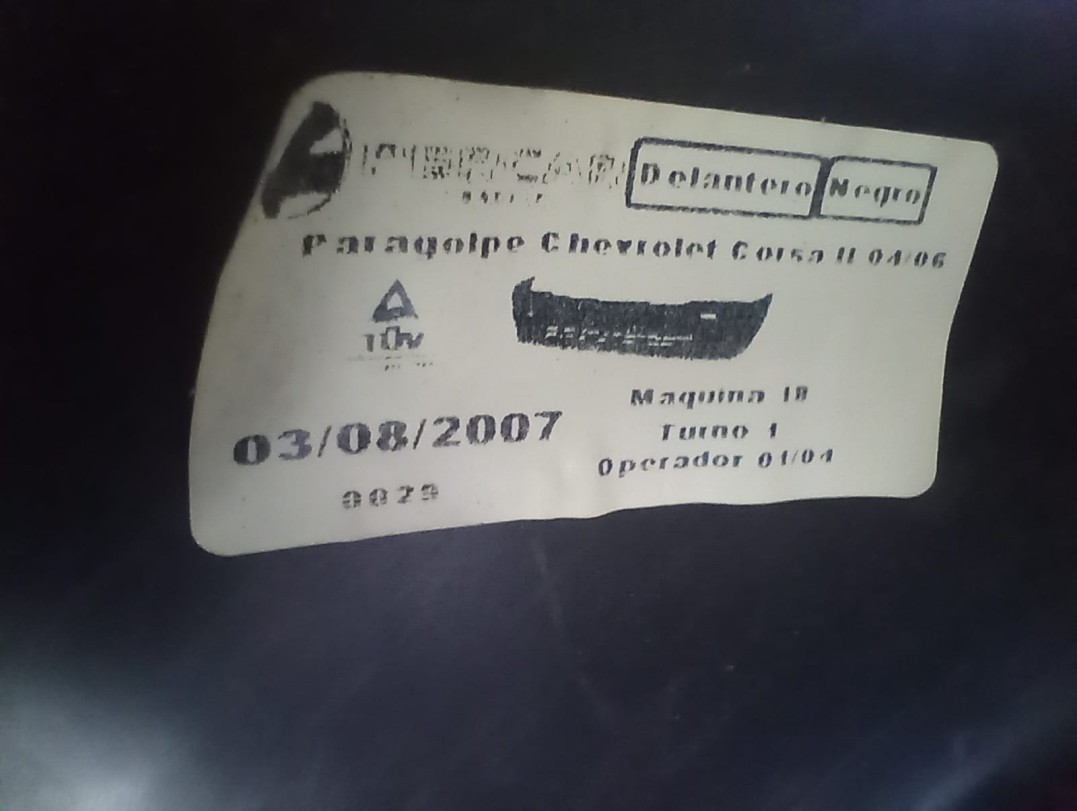 Delantero Negro
Paragolpe Chevrolet Corsa II 04/06
TÜV
Maquina 18
03/08/2007
Turno 1
Operador 01/04
0029